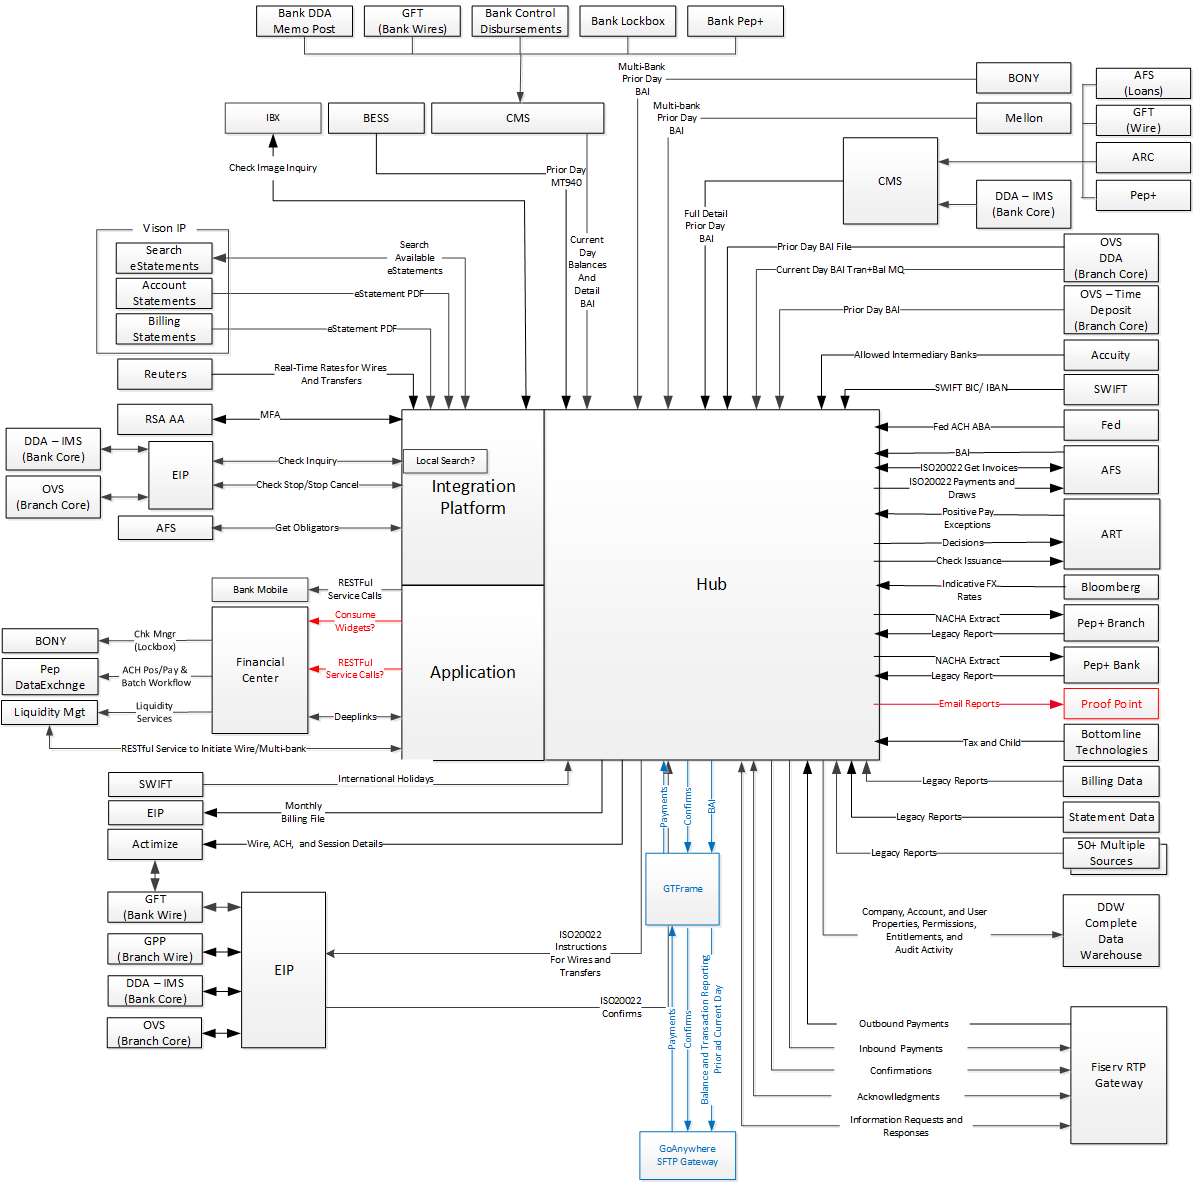 Bank DDA
Memo Post
GFT
(Bank Wires)
Bank Control
Disbursements
Bank Lockbox
Bank Pep+
Multi-Bank
Prior Day
BAI
BONY
AFS
(Loans)
Multi-bank
Prior Day
BAI
Mellon
GFT
(Wire)
IBX
BESS
CMS
ARC
Check Image Inquiry
Prior Day
MT940
CMS
DDA – IMS
(Bank Core)
Pep+
Full Detail
Prior Day
BAI
Vison IP
Search
eStatements
Search
Available
eStatements
Current
Day
Balances
And
Detail
BAI
Prior Day BAI File
Current Day BAI Tran+Bal MQ
OVS
DDA
(Branch Core)
Account
Statements
eStatement PDF
Billing
Statements
eStatement PDF
Prior Day BAI
OVS – Time
Deposit
(Branch Core)
Reuters
Real-Time Rates for Wires
And Transfers
Allowed Intermediary Banks
Accuity
SWIFT BIC/ IBAN
SWIFT
RSA AA
MFA
Fed ACH ABA
Fed
DDA – IMS
(Bank Core)
OVS
(Branch Core)
EIP
Check Inquiry
Check Stop/Stop Cancel
Local Search?
Integration
Platform
BAI
ISO20022 Get Invoices
ISO20022 Payments and
Draws
AFS
AFS
Get Obligators
Positive Pay
Exceptions
Decisions
Check Issuance
ART
Hub
Bank Mobile
RESTFul
Service Calls
Indicative FX
Rates
Bloomberg
Consume
Widgets?
NACHA Extract
Legacy Report
Pep+ Branch
BONY
Chk Mngr
(Lockbox)
Financial
Center
RESTFul
Service Calls?
Application
NACHA Extract
Legacy Report
Pep+ Bank
Pep
DataExchnge
ACH Pos/Pay &
Batch Workflow
Liquidity Mgt
Liquidity
Services
Deeplinks
Email Reports
Proof Point
RESTful Service to Initiate Wire/Multi-bank
Tax and Child
Bottomline
Technologies
SWIFT
International Holidays
Legacy Reports
Billing Data
EIP
Monthly
Billing File
Payments
Confirms
BAI
Legacy Reports
Statement Data
Actimize
Wire, ACH,  and Session Details
Legacy Reports
50+ Multiple
Sources
GTFrame
GFT
(Bank Wire)
GPP
(Branch Wire)
DDA – IMS
(Bank Core)
OVS
(Branch Core)
EIP
ISO20022
Instructions
For Wires and
Transfers
ISO20022
Confirms
Company, Account, and User
Properties, Permissions,
Entitlements, and
Audit Activity
DDW
Complete
Data
Warehouse
Payments
Confirms
Balance and Transaction Reporting
Prior ad Current Day
Outbound Payments
Inbound  Payments
Confirmations
Acknowlledgments
Information Requests and
Responses
Fiserv RTP
Gateway
GoAnywhere
SFTP Gateway